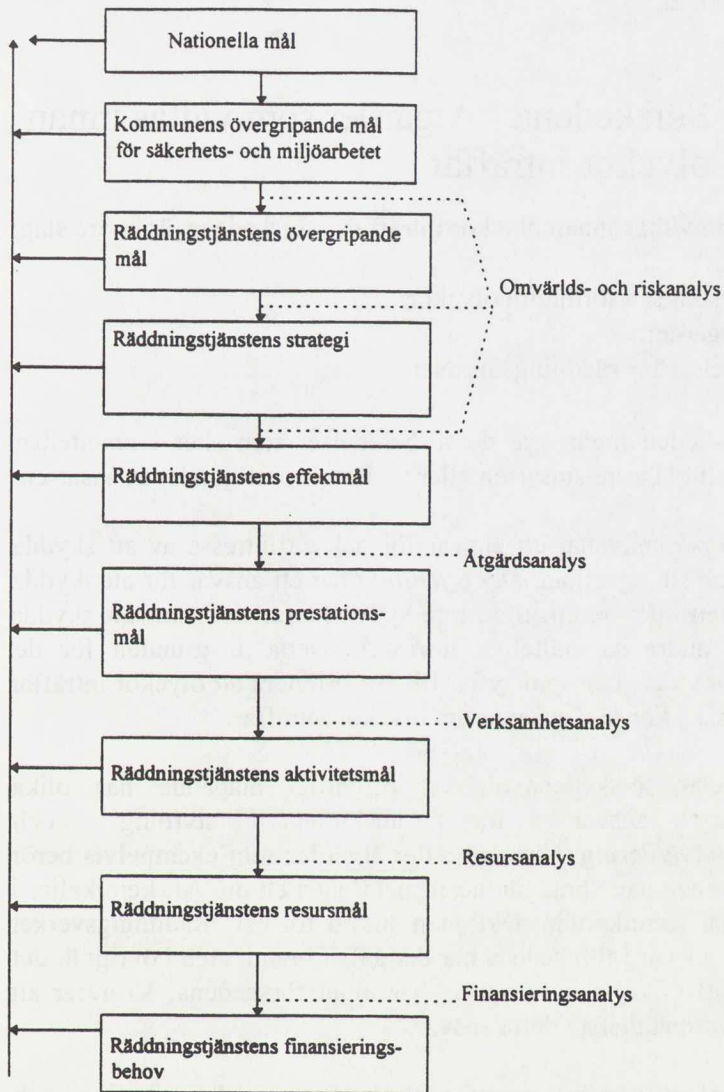 Nationella mål
Kommunens övergripande mål
för säkerhets- och miljöarbetet
Räddningstjänstens övergripande
mål
Omvärlds- och riskanalys
Räddningstjänstens strategi
Räddningstjänstens effektmål
Åtgärdsanalys
Räddningstjänstens prestations-
mål
Verksamhetsanalys
Räddningstjänstens aktivitetsmål
Resursanalys
Räddningstjänstens resursmål
Finansieringsanalys
Räddningstjänstens finansierings-
behov